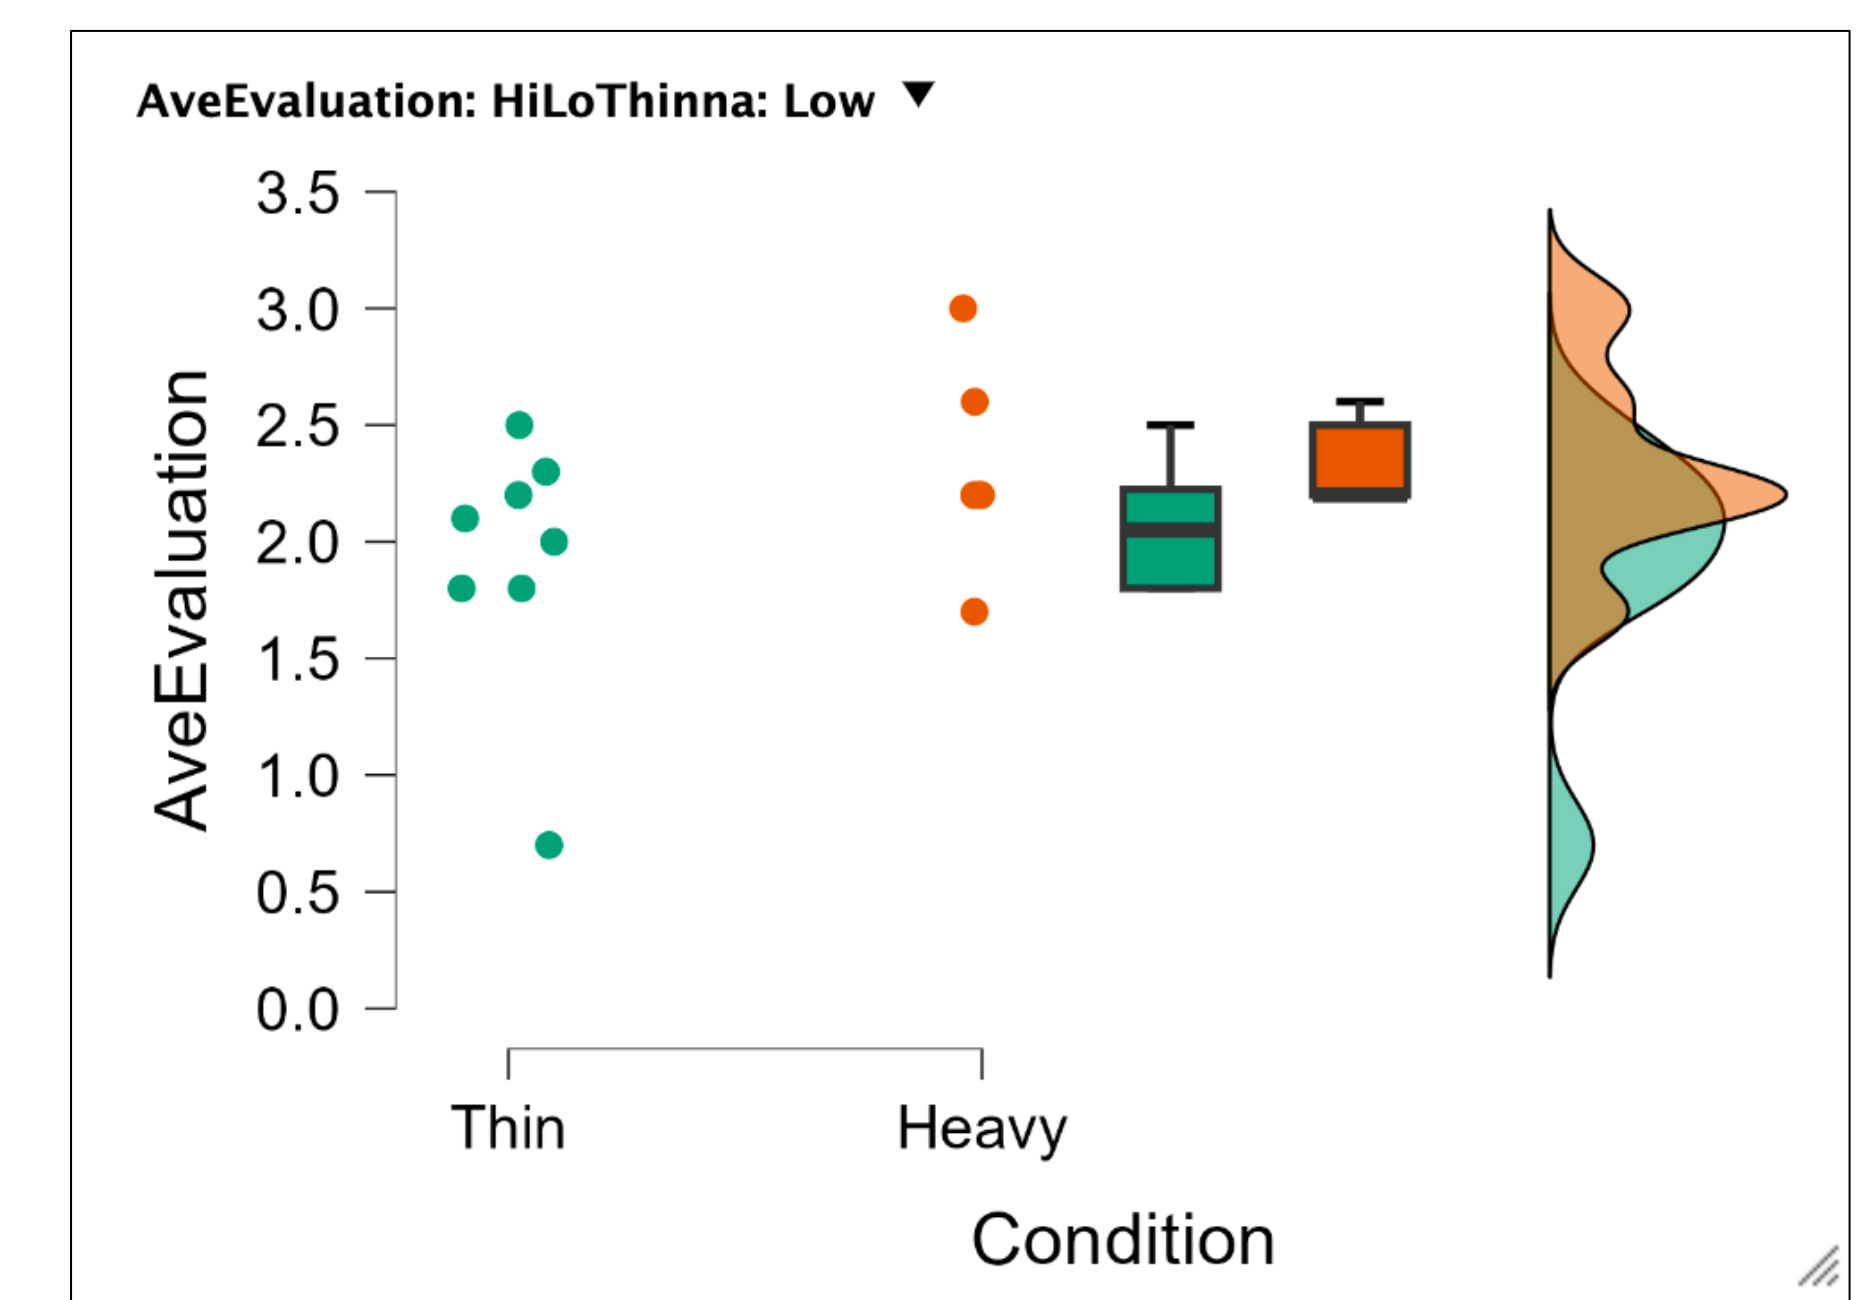 AveEvaluation: HiLoThinna: Low ▼
AveEvaluation
3.5
3.0
2.5
2.0
1.5
1.0
0.5
0.0
Thin Heavy
Condition